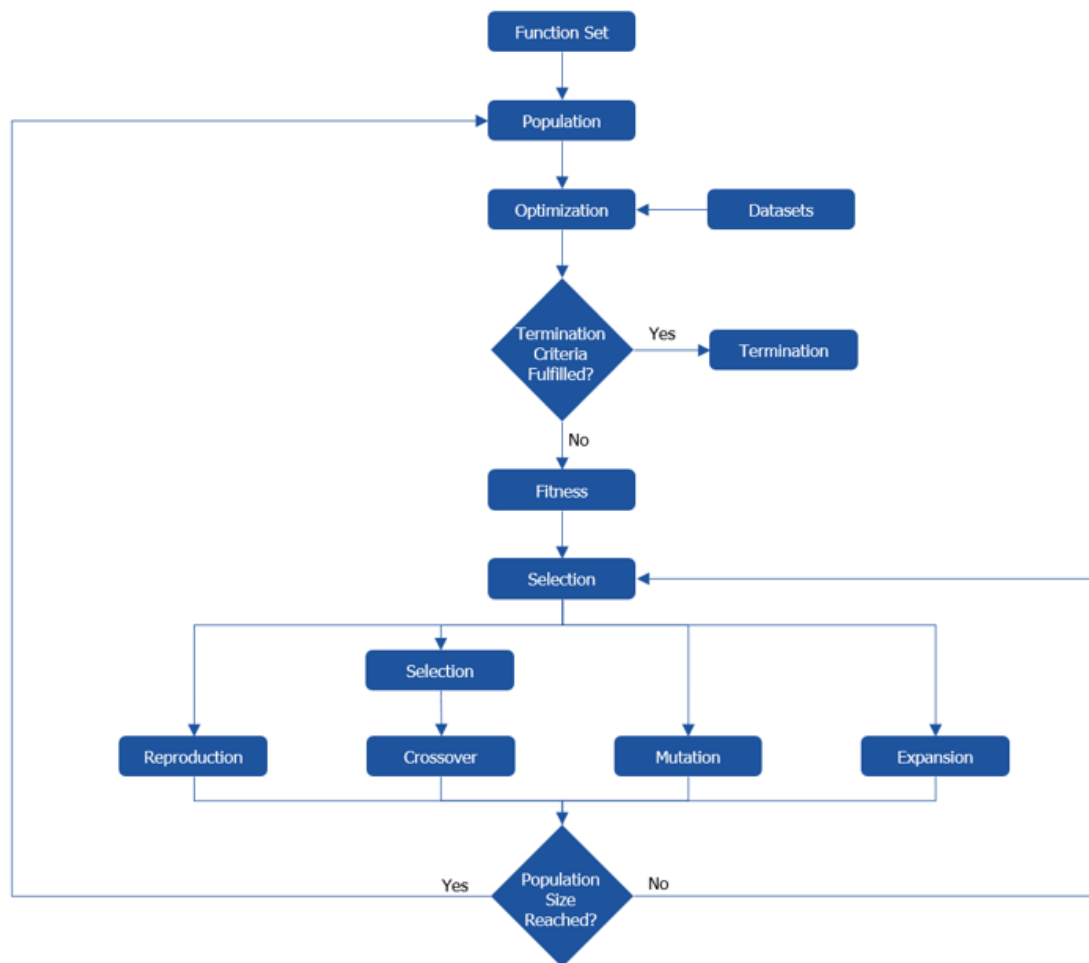 Function Set
Population
Optimization
Datasets
Termination
Criteria
Fulfilled?
Yes
Termination
No
Fitness
Selection
Selection
Reproduction
Crossover
Mutation
Expansion
Yes
Population
Size
Reached?
No